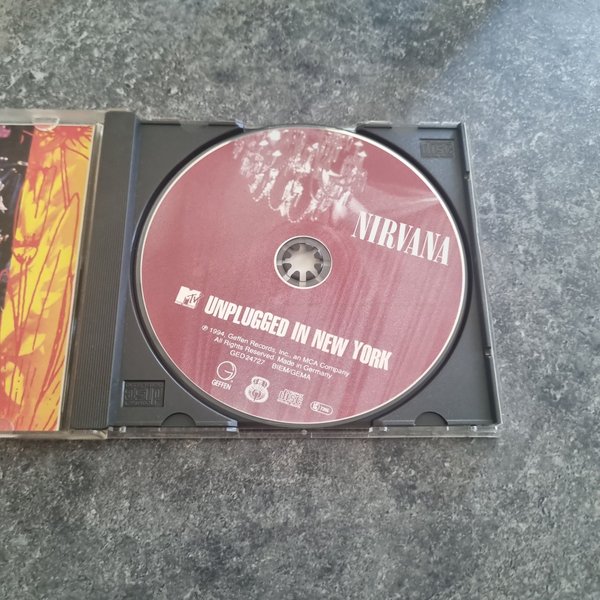 NIRVANA
MTV
UNPLUGGED IN NEW YORK
℗ 1994, Geffen Records, Inc., an MCA Company
All Rights Reserved. Made in Germany
GED 24727 BIEM/GEMA
GEFFEN